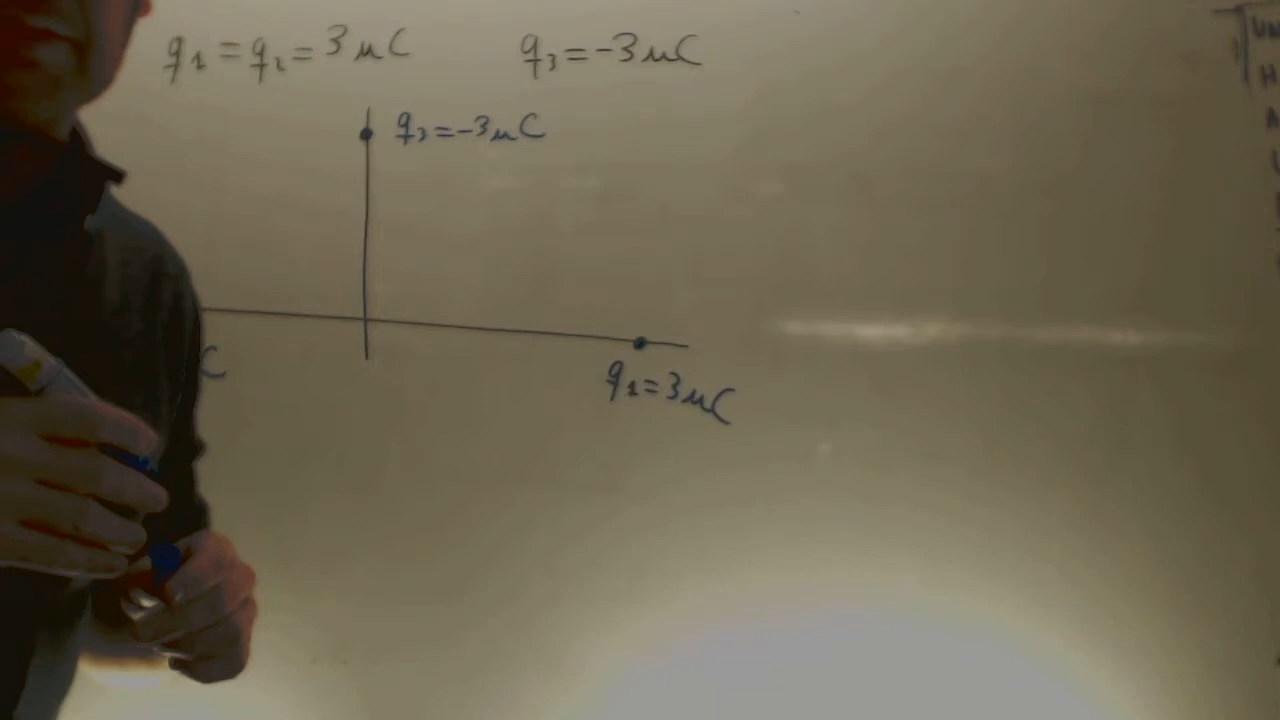 q₁ = q₂ = 3 μC q₃ = -3 μC
q₃ = -3 μC
C
q₂ = 3 μC